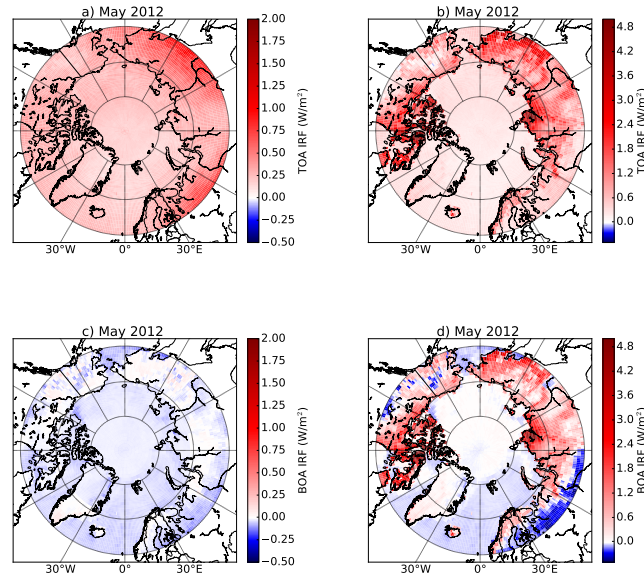 a) May 2012
2.00
1.75
1.50
1.25
1.00
0.75
0.50
0.25
0.00
−0.25
−0.50
TOA IRF (W/m²)
30°W
0°
30°E
b) May 2012
4.8
4.2
3.6
3.0
2.4
1.8
1.2
0.6
0.0
TOA IRF (W/m²)
30°W
0°
30°E
c) May 2012
2.00
1.75
1.50
1.25
1.00
0.75
0.50
0.25
0.00
−0.25
−0.50
BOA IRF (W/m²)
30°W
0°
30°E
d) May 2012
4.8
4.2
3.6
3.0
2.4
1.8
1.2
0.6
0.0
BOA IRF (W/m²)
30°W
0°
30°E